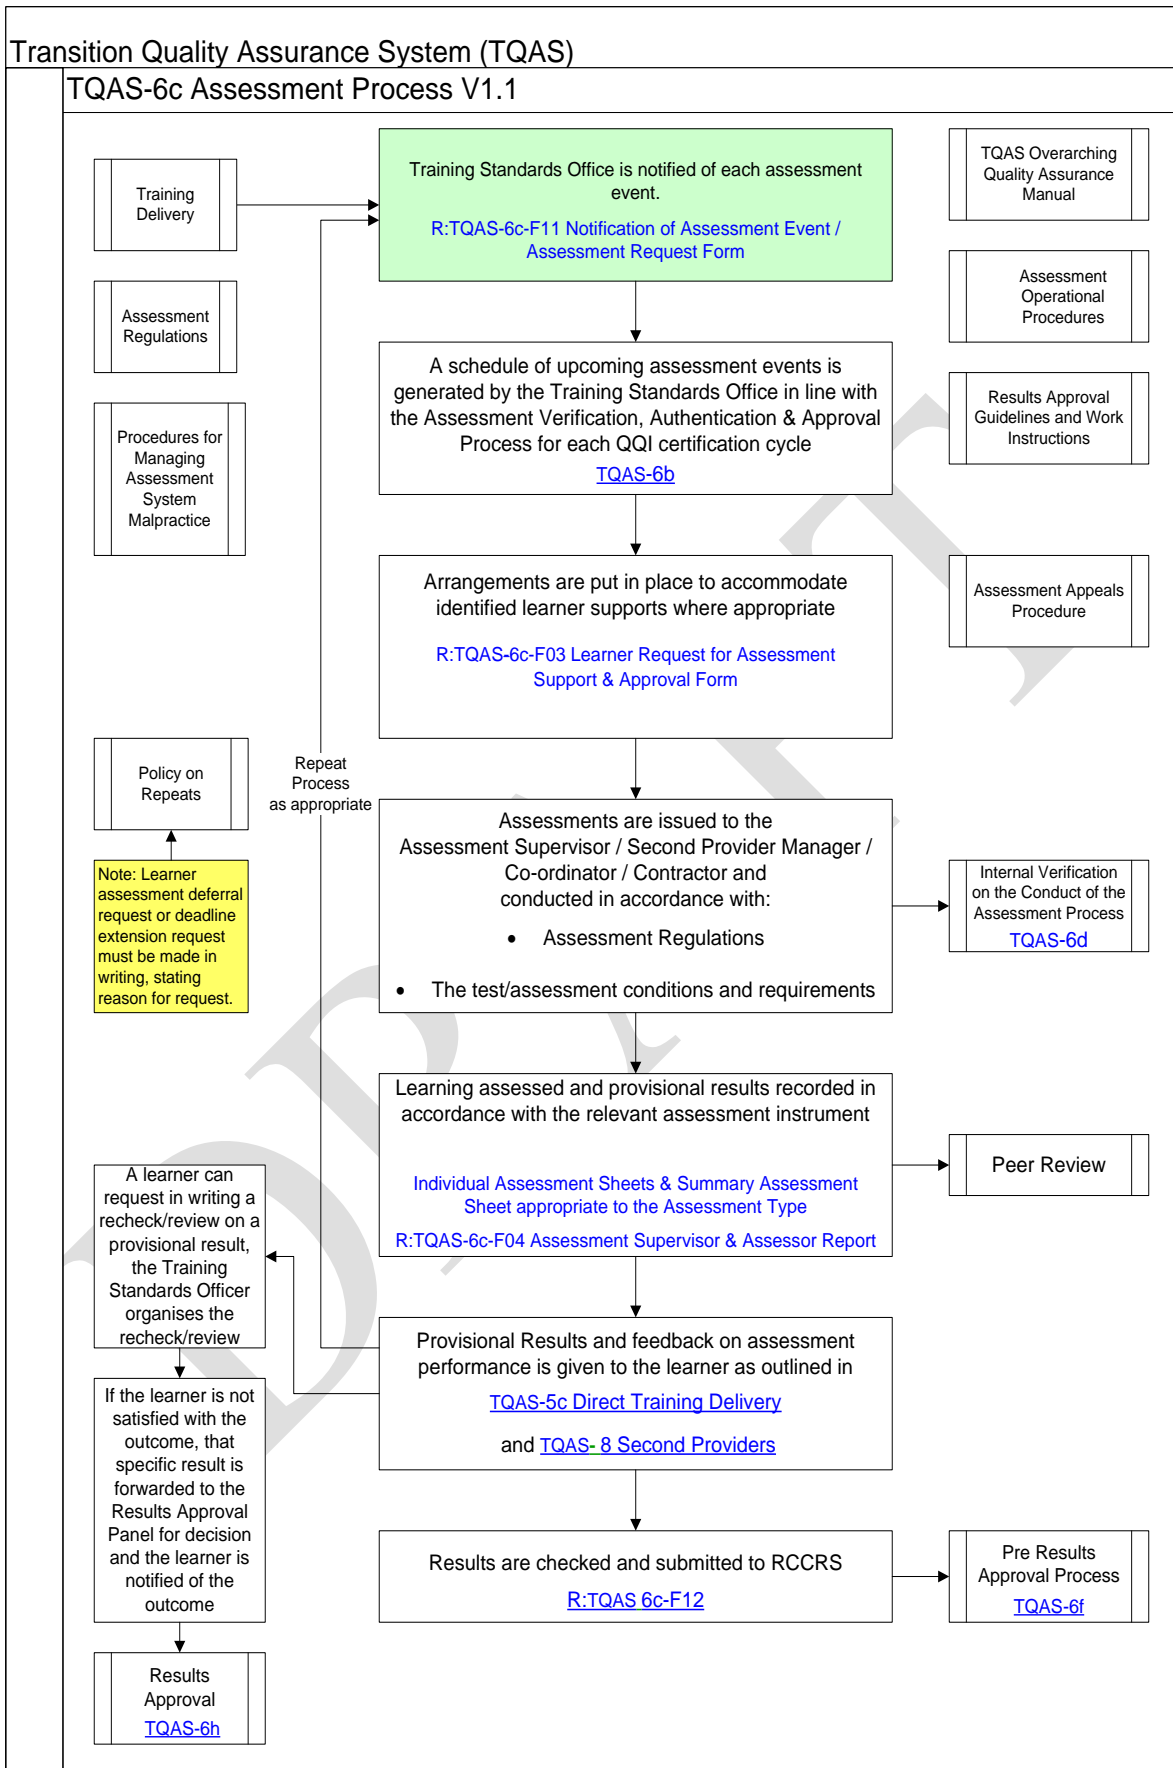 Transition Quality Assurance System (TQAS)
TQAS-6c Assessment Process V1.1
Training
Delivery
Assessment
Regulations
Procedures for
Managing
Assessment
System
Malpractice
Policy on
Repeats
Note: Learner
assessment deferral
request or deadline
extension request
must be made in
writing, stating
reason for request.
A learner can
request in writing a
recheck/review on a
provisional result,
the Training
Standards Officer
organises the
recheck/review
If the learner is not
satisfied with the
outcome, that
specific result is
forwarded to the
Results Approval
Panel for decision
and the learner is
notified of the
outcome
Results
Approval
TQAS-6h
Repeat
Process
as appropriate
Training Standards Office is notified of each assessment
event.
R:TQAS-6c-F11 Notification of Assessment Event /
Assessment Request Form
A schedule of upcoming assessment events is
generated by the Training Standards Office in line with
the Assessment Verification, Authentication & Approval
Process for each QQI certification cycle
TQAS-6b
Arrangements are put in place to accommodate
identified learner supports where appropriate
R:TQAS-6c-F03 Learner Request for Assessment
Support & Approval Form
Assessments are issued to the
Assessment Supervisor / Second Provider Manager /
Co-ordinator / Contractor and
conducted in accordance with:
• Assessment Regulations
• The test/assessment conditions and requirements
Learning assessed and provisional results recorded in
accordance with the relevant assessment instrument
Individual Assessment Sheets & Summary Assessment
Sheet appropriate to the Assessment Type
R:TQAS-6c-F04 Assessment Supervisor & Assessor Report
Provisional Results and feedback on assessment
performance is given to the learner as outlined in
TQAS-5c Direct Training Delivery
and TQAS- 8 Second Providers
Results are checked and submitted to RCCRS
R:TQAS 6c-F12
TQAS Overarching
Quality Assurance
Manual
Assessment
Operational
Procedures
Results Approval
Guidelines and Work
Instructions
Assessment Appeals
Procedure
Internal Verification
on the Conduct of the
Assessment Process
TQAS-6d
Peer Review
Pre Results
Approval Process
TQAS-6f
DRAFT